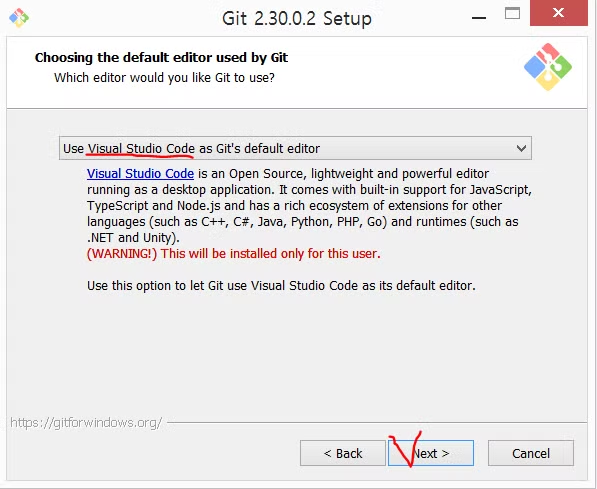 Git 2.30.0.2 Setup
Choosing the default editor used by Git
Which editor would you like Git to use?
Use Visual Studio Code as Git's default editor
Visual Studio Code is an Open Source, lightweight and powerful editor
running as a desktop application. It comes with built-in support for JavaScript,
TypeScript and Node.js and has a rich ecosystem of extensions for other
languages (such as C++, C#, Java, Python, PHP, Go) and runtimes (such as
.NET and Unity).
(WARNING!) This will be installed only for this user.
Use this option to let Git use Visual Studio Code as its default editor.
https://gitforwindows.org/
< Back
Next >
Cancel